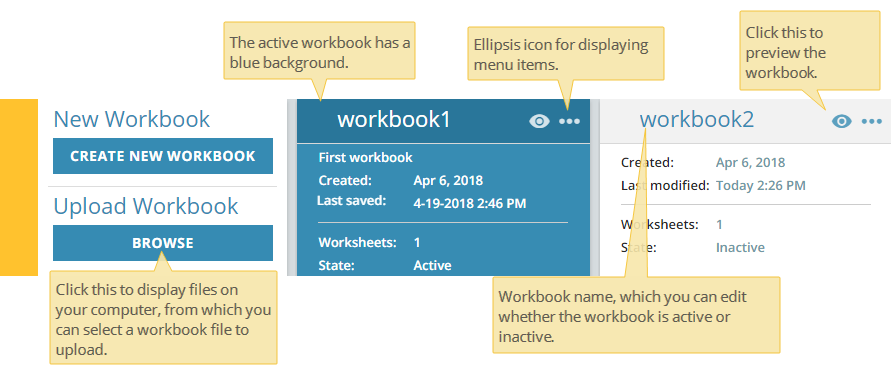 The active workbook has a
blue background.
Ellipsis icon for displaying
menu items.
Click this to
preview the
workbook.
New Workbook
CREATE NEW WORKBOOK
Upload Workbook
BROWSE
Click this to display files on
your computer, from which you
can select a workbook file to
upload.
workbook1
First workbook
Created: Apr 6, 2018
Last saved: 4-19-2018 2:46 PM
Worksheets: 1
State: Active
workbook2
Created: Apr 6, 2018
Last modified: Today 2:26 PM
Worksheets: 1
State: Inactive
Workbook name, which you can edit
whether the workbook is active or
inactive.